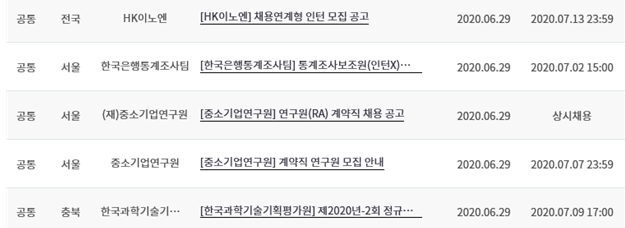 공통 전국 HK이노엔 [HK이노엔] 채용연계형 인턴 모집 공고 2020.06.29 2020.07.13 23:59
공통 서울 한국은행통계조사팀 [한국은행통계조사팀] 통계조사보조원(인턴X)··· 2020.06.29 2020.07.02 15:00
공통 서울 (재)중소기업연구원 [중소기업연구원] 연구원(RA) 계약직 채용 공고 2020.06.29 상시채용
공통 서울 중소기업연구원 [중소기업연구원] 계약직 연구원 모집 안내 2020.06.29 2020.07.07 23:59
공통 충북 한국과학기술기··· [한국과학기술기획평가원] 제2020년-2회 정규··· 2020.06.29 2020.07.09 17:00